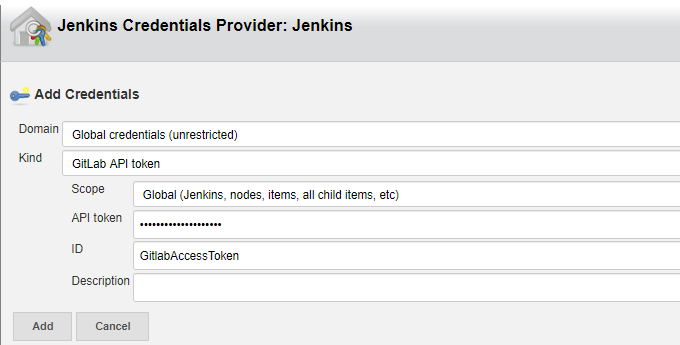 Jenkins Credentials Provider: Jenkins
Add Credentials
Domain Global credentials (unrestricted)
Kind GitLab API token
Scope Global (Jenkins, nodes, items, all child items, etc)
API token ••••••••••••••••••••
ID GitlabAccessToken
Description
Add Cancel